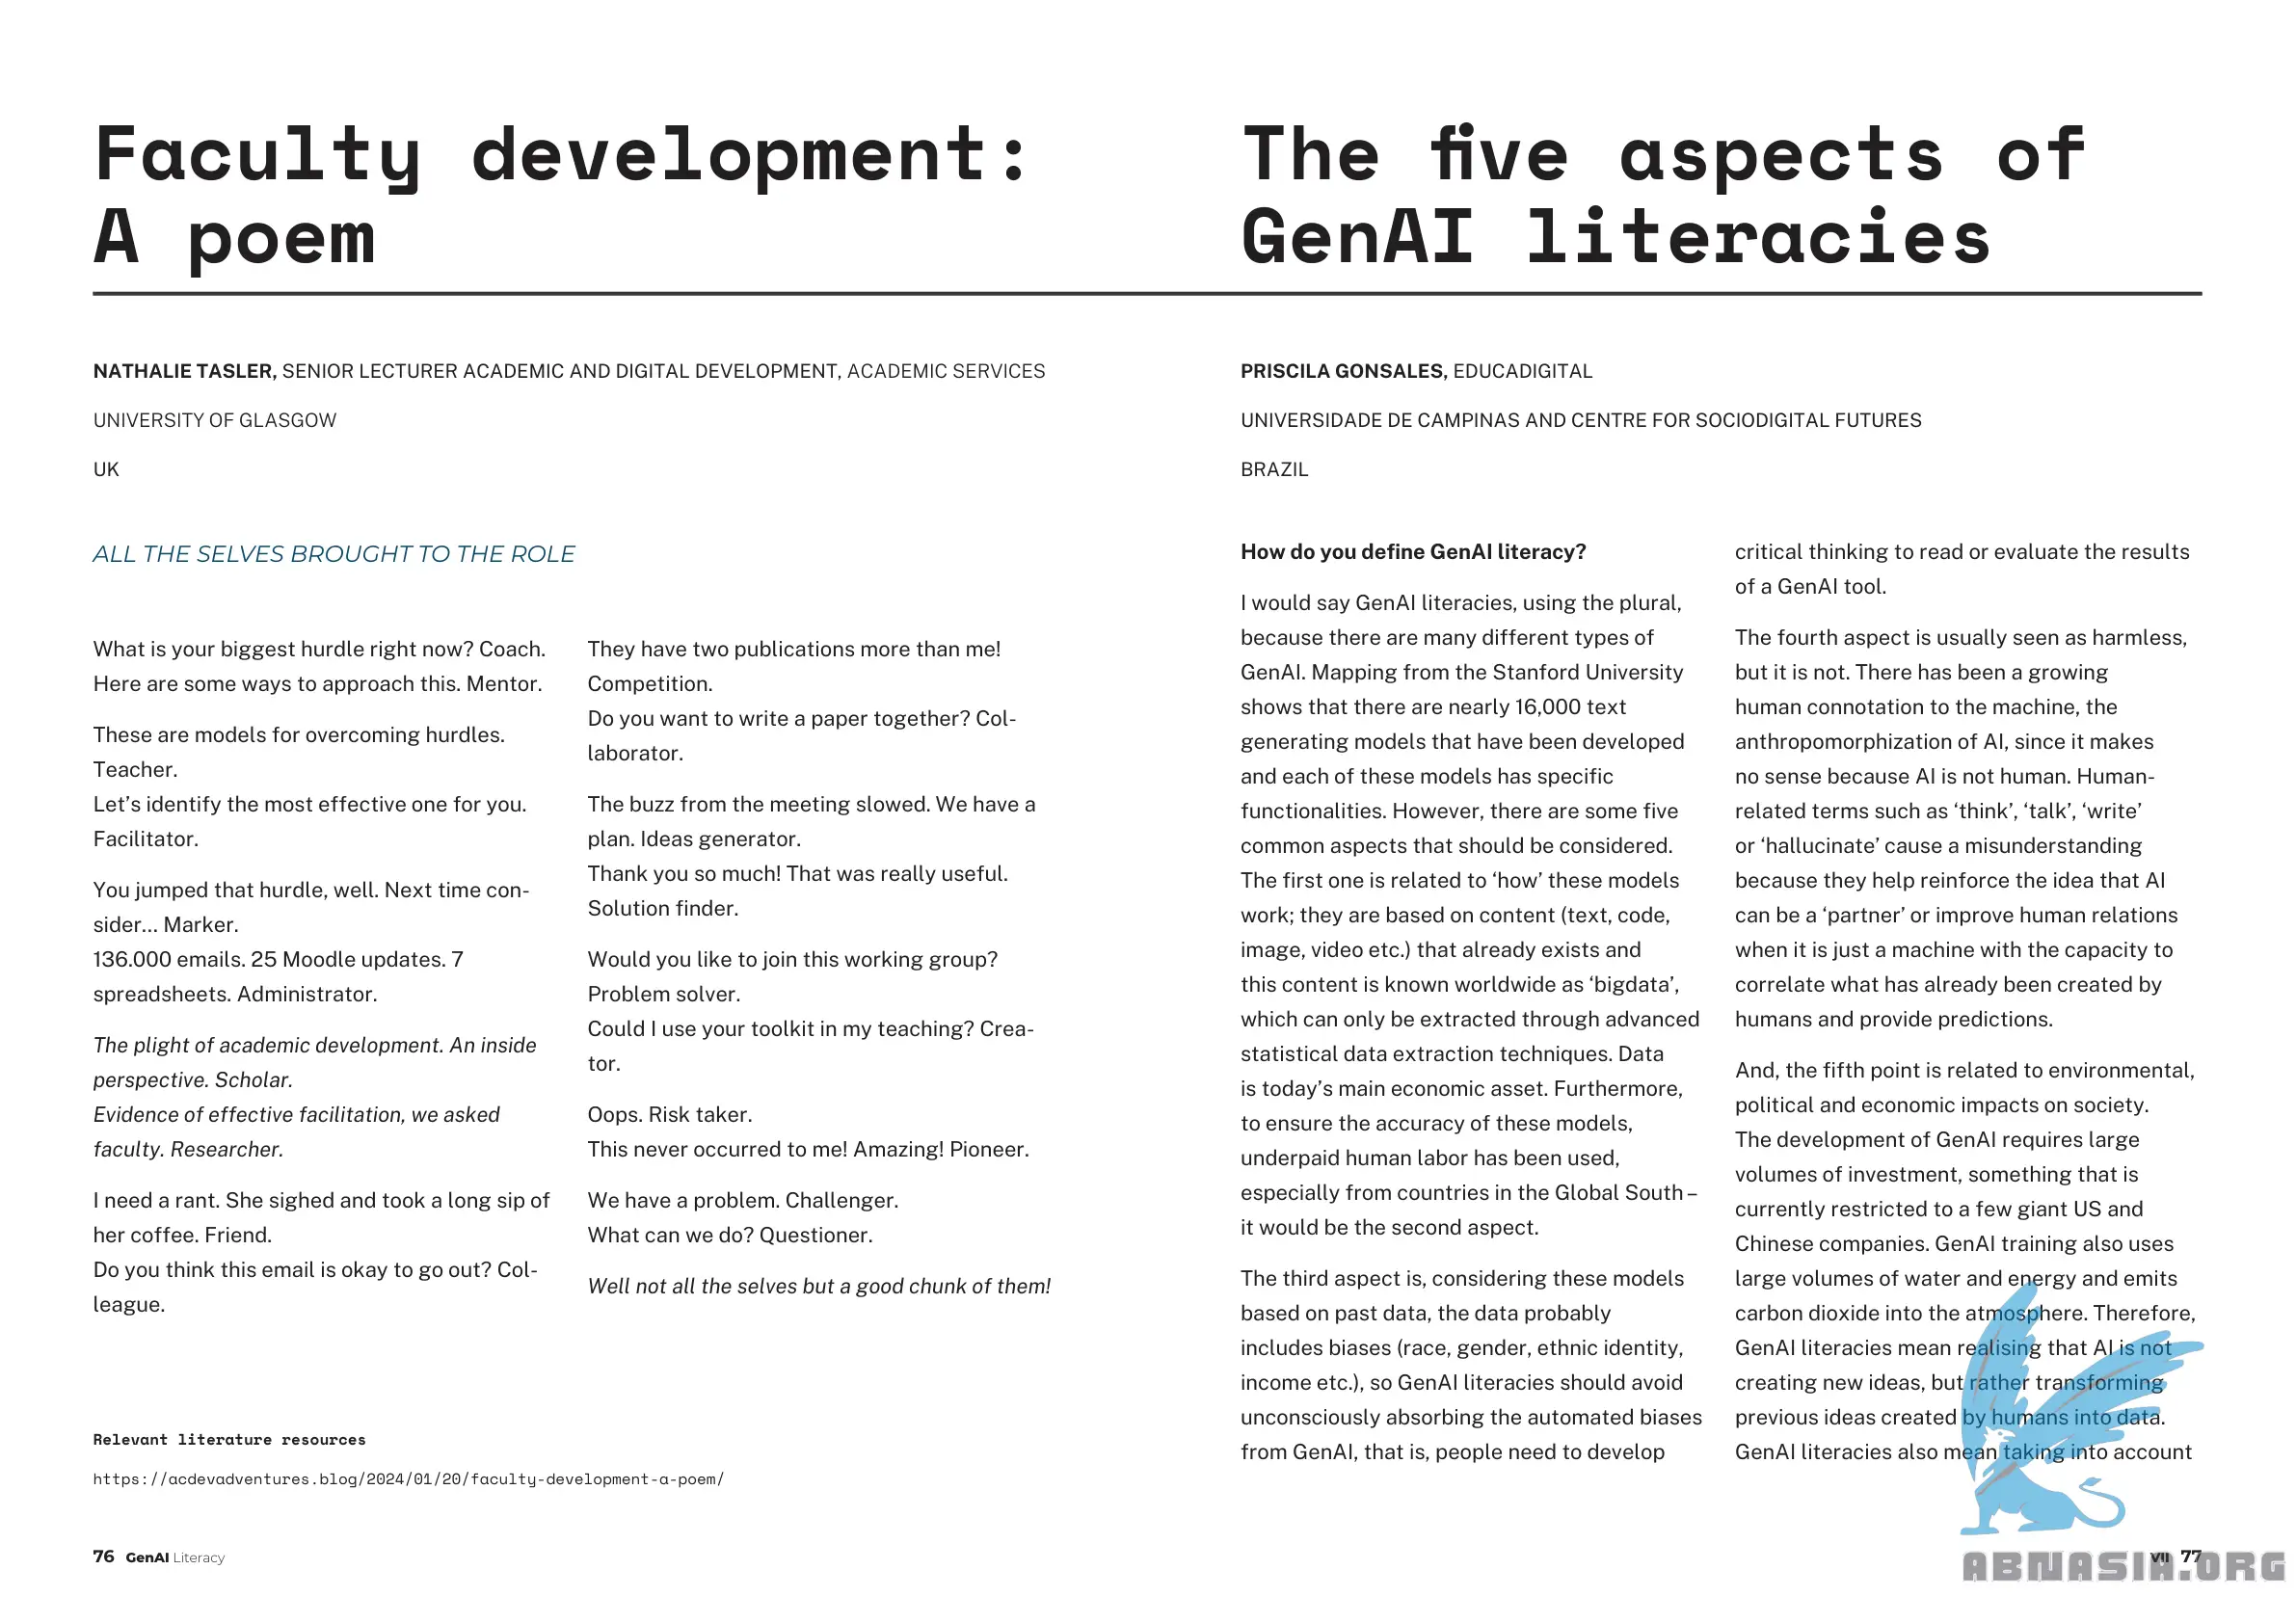 Faculty development:
A poem
NATHALIE TASLER, SENIOR LECTURER ACADEMIC AND DIGITAL DEVELOPMENT, ACADEMIC SERVICES
UNIVERSITY OF GLASGOW
UK
ALL THE SELVES BROUGHT TO THE ROLE
What is your biggest hurdle right now? Coach.
Here are some ways to approach this. Mentor.
These are models for overcoming hurdles.
Teacher.
Let’s identify the most effective one for you.
Facilitator.
You jumped that hurdle, well. Next time con-
sider... Marker.
136.000 emails. 25 Moodle updates. 7
spreadsheets. Administrator.
The plight of academic development. An inside
perspective. Scholar.
Evidence of effective facilitation, we asked
faculty. Researcher.
I need a rant. She sighed and took a long sip of
her coffee. Friend.
Do you think this email is okay to go out? Col-
league.
They have two publications more than me!
Competition.
Do you want to write a paper together? Col-
laborator.
The buzz from the meeting slowed. We have a
plan. Ideas generator.
Thank you so much! That was really useful.
Solution finder.
Would you like to join this working group?
Problem solver.
Could I use your toolkit in my teaching? Crea-
tor.
Oops. Risk taker.
This never occurred to me! Amazing! Pioneer.
We have a problem. Challenger.
What can we do? Questioner.
Well not all the selves but a good chunk of them!
Relevant literature resources
https://acdevadventures.blog/2024/01/20/faculty-development-a-poem/
76 GenAI Literacy
The five aspects of
GenAI literacies
PRISCILA GONSALES, EDUCADIGITAL
UNIVERSIDADE DE CAMPINAS AND CENTRE FOR SOCIODIGITAL FUTURES
BRAZIL
How do you define GenAI literacy?
I would say GenAI literacies, using the plural,
because there are many different types of
GenAI. Mapping from the Stanford University
shows that there are nearly 16,000 text
generating models that have been developed
and each of these models has specific
functionalities. However, there are some five
common aspects that should be considered.
The first one is related to ‘how’ these models
work; they are based on content (text, code,
image, video etc.) that already exists and
this content is known worldwide as ‘bigdata’,
which can only be extracted through advanced
statistical data extraction techniques. Data
is today’s main economic asset. Furthermore,
to ensure the accuracy of these models,
underpaid human labor has been used,
especially from countries in the Global South –
it would be the second aspect.
The third aspect is, considering these models
based on past data, the data probably
includes biases (race, gender, ethnic identity,
income etc.), so GenAI literacies should avoid
unconsciously absorbing the automated biases
from GenAI, that is, people need to develop
critical thinking to read or evaluate the results
of a GenAI tool.
The fourth aspect is usually seen as harmless,
but it is not. There has been a growing
human connotation to the machine, the
anthropomorphization of AI, since it makes
no sense because AI is not human. Human-
related terms such as ‘think’, ‘talk’, ‘write’
or ‘hallucinate’ cause a misunderstanding
because they help reinforce the idea that AI
can be a ‘partner’ or improve human relations
when it is just a machine with the capacity to
correlate what has already been created by
humans and provide predictions.
And, the fifth point is related to environmental,
political and economic impacts on society.
The development of GenAI requires large
volumes of investment, something that is
currently restricted to a few giant US and
Chinese companies. GenAI training also uses
large volumes of water and energy and emits
carbon dioxide into the atmosphere. Therefore,
GenAI literacies mean realising that AI is not
creating new ideas, but rather transforming
previous ideas created by humans into data.
GenAI literacies also mean taking into account
VII 77
ABNASIA.ORG